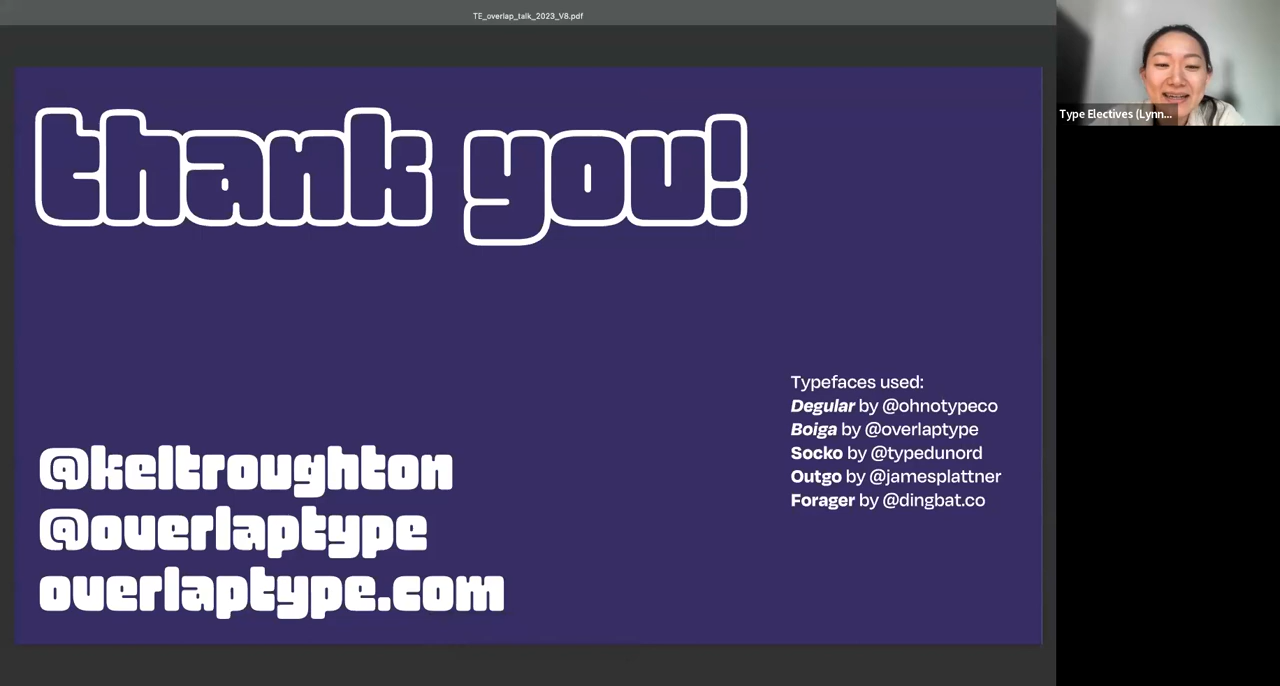 TE_overlap_talk_2023_V8.pdf
Type Electives (Lynn...
thank you!
Typefaces used:
Degular by @ohnotypeco
Boiga by @overlaptype
Socko by @typedunord
Outgo by @jamesplattner
Forager by @dingbat.co
@keltroughton
@overlaptype
overlaptype.com